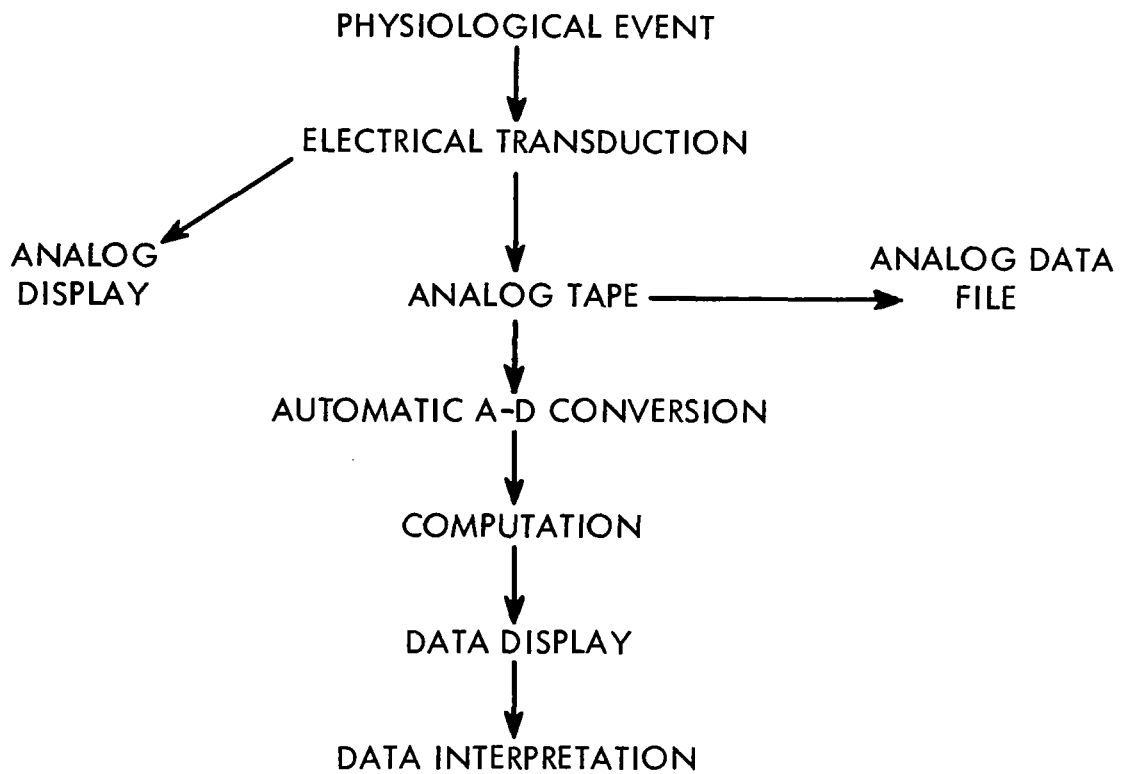 PHYSIOLOGICAL EVENT
ELECTRICAL TRANSDUCTION
ANALOG
DISPLAY
ANALOG TAPE
ANALOG DATA
FILE
AUTOMATIC A-D CONVERSION
COMPUTATION
DATA DISPLAY
DATA INTERPRETATION